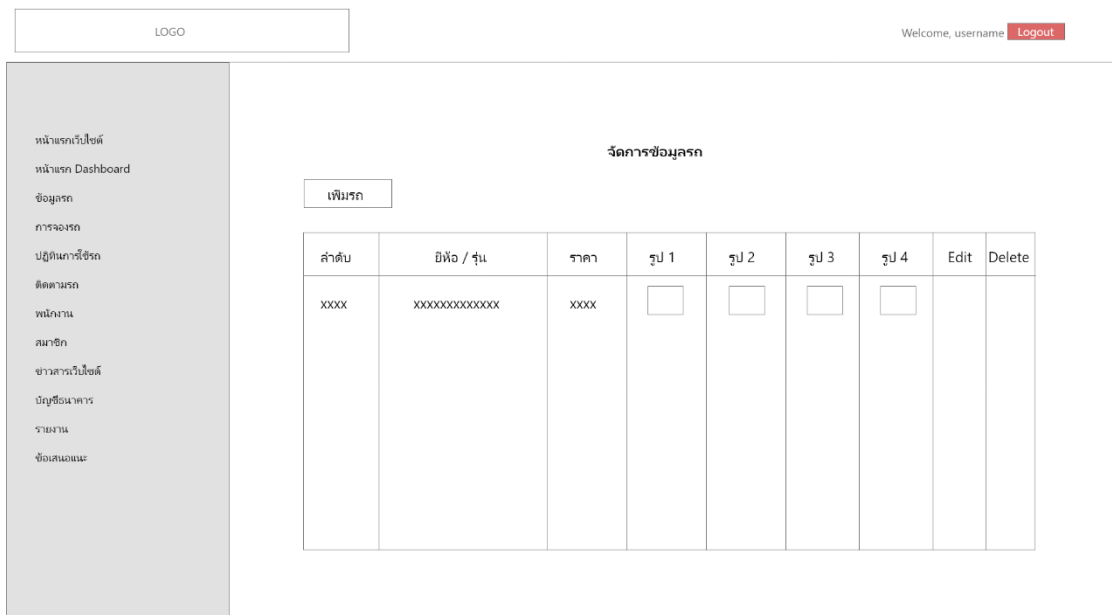 LOGO
Welcome, username Logout
หน้าแรกเว็บไซต์
หน้าแรก Dashboard
ข้อมูลรถ
การจองรถ
ปฏิทินการใช้รถ
ติดตามรถ
พนักงาน
สมาชิก
ข่าวสารเว็บไซต์
บัญชีธนาคาร
รายงาน
ข้อเสนอแนะ
จัดการข้อมูลรถ
เพิ่มรถ
ลำดับ ยี่ห้อ / รุ่น ราคา รูป 1 รูป 2 รูป 3 รูป 4 Edit Delete
xxxx xxxxxxxxxxxxx xxxx